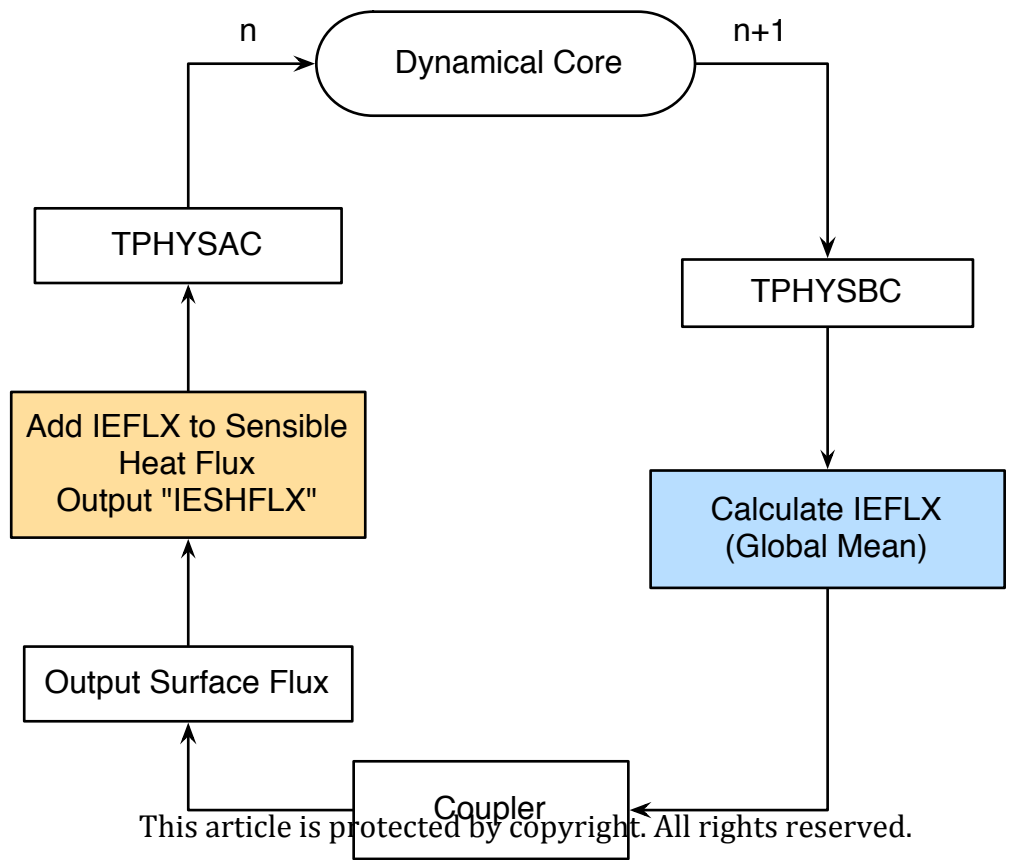 n
Dynamical Core
n+1
TPHYSAC
TPHYSBC
Add IEFLX to Sensible
Heat Flux
Output "IESHFLX"
Calculate IEFLX
(Global Mean)
Output Surface Flux
Coupler
This article is protected by copyright. All rights reserved.